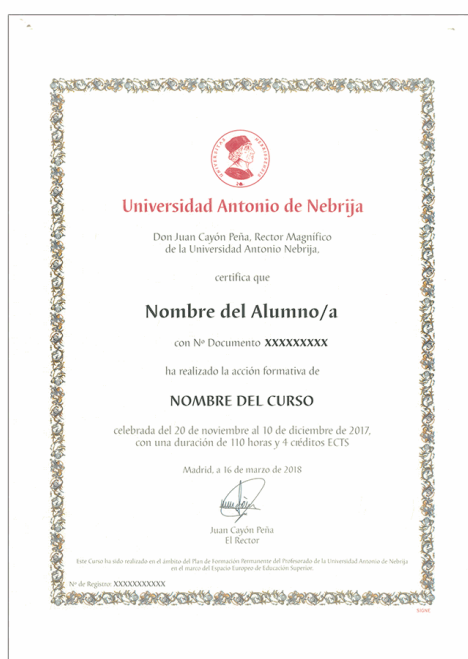 UNIVERSITAS NEBRISSENSIS
Universidad Antonio de Nebrija
Don Juan Cayón Peña, Rector Magnífico
de la Universidad Antonio Nebrija,
certifica que
Nombre del Alumno/a
con Nº Documento XXXXXXXXX
ha realizado la acción formativa de
NOMBRE DEL CURSO
celebrada del 20 de noviembre al 10 de diciembre de 2017,
con una duración de 110 horas y 4 créditos ECTS
Madrid, a 16 de marzo de 2018
Juan Cayón Peña
El Rector
Este Curso ha sido realizado en el ámbito del Plan de Formación Permanente del Profesorado de la Universidad Antonio de Nebrija
en el marco del Espacio Europeo de Educación Superior.
Nº de Registro: XXXXXXXXXXX
SIGNE